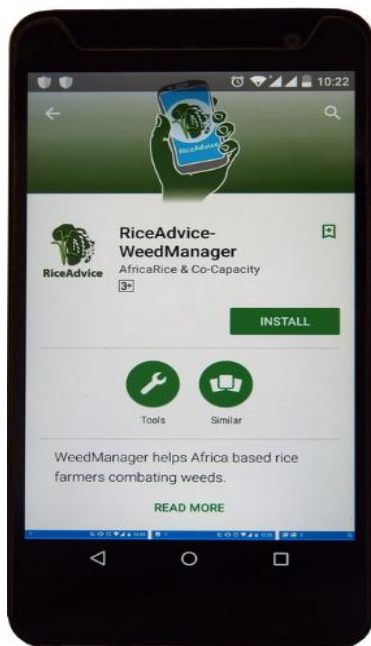 10:22
RiceAdvice
RiceAdvice-
WeedManager
RiceAdvice
AfricaRice & Co-Capacity
3+
INSTALL
Tools
Similar
WeedManager helps Africa based rice
farmers combating weeds.
READ MORE